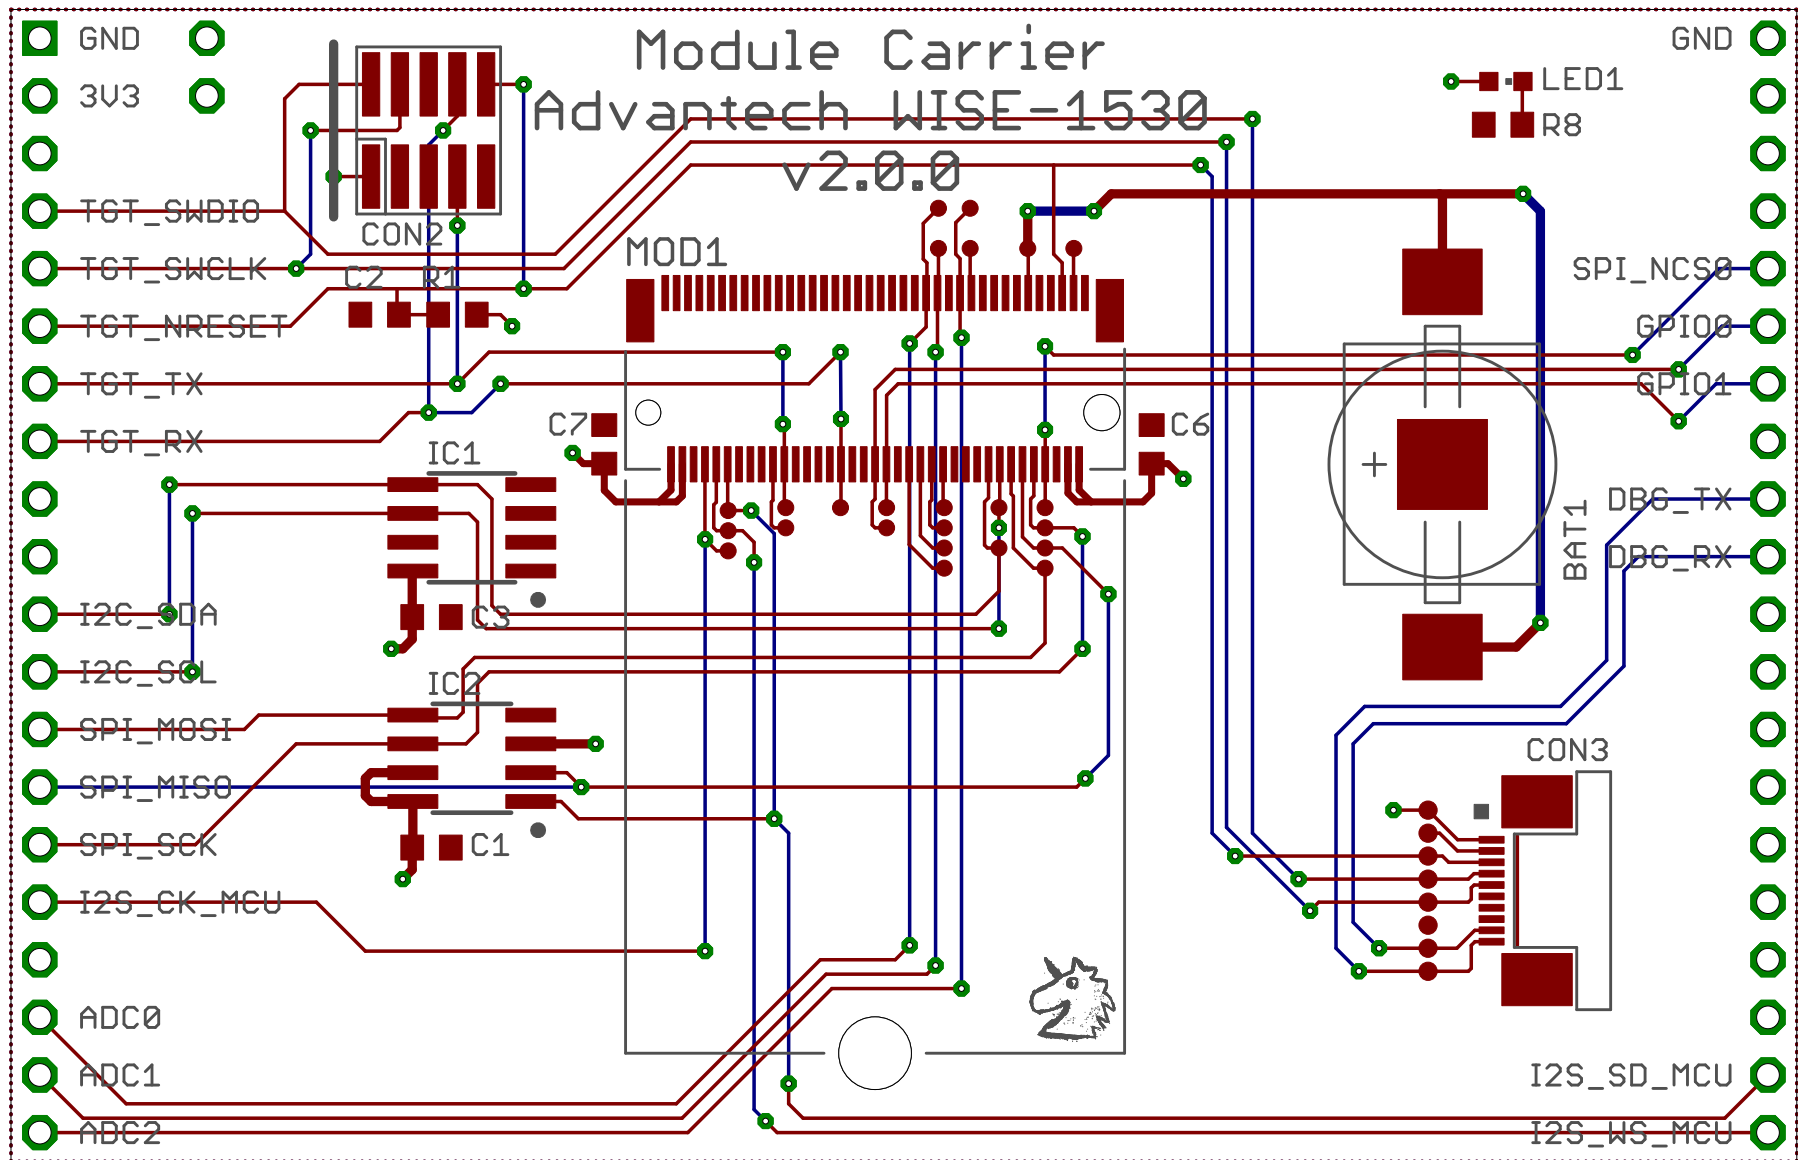 Module Carrier
Advantech WISE-1530
v2.0.0
GND
3V3
TGT_SWDIO
TGT_SWCLK
TGT_NRESET
TGT_TX
TGT_RX
I2C_SDA
I2C_SCL
SPI_MOSI
SPI_MISO
SPI_SCK
I2S_CK_MCU
ADC0
ADC1
ADC2
CON2
C2 R1
IC1
C3
IC2
C1
MOD1
C7
C6
LED1
R8
+
BAT1
CON3
GND
SPI_NCS0
GPIO0
GPIO1
DBG_TX
DBG_RX
I2S_SD_MCU
I2S_WS_MCU